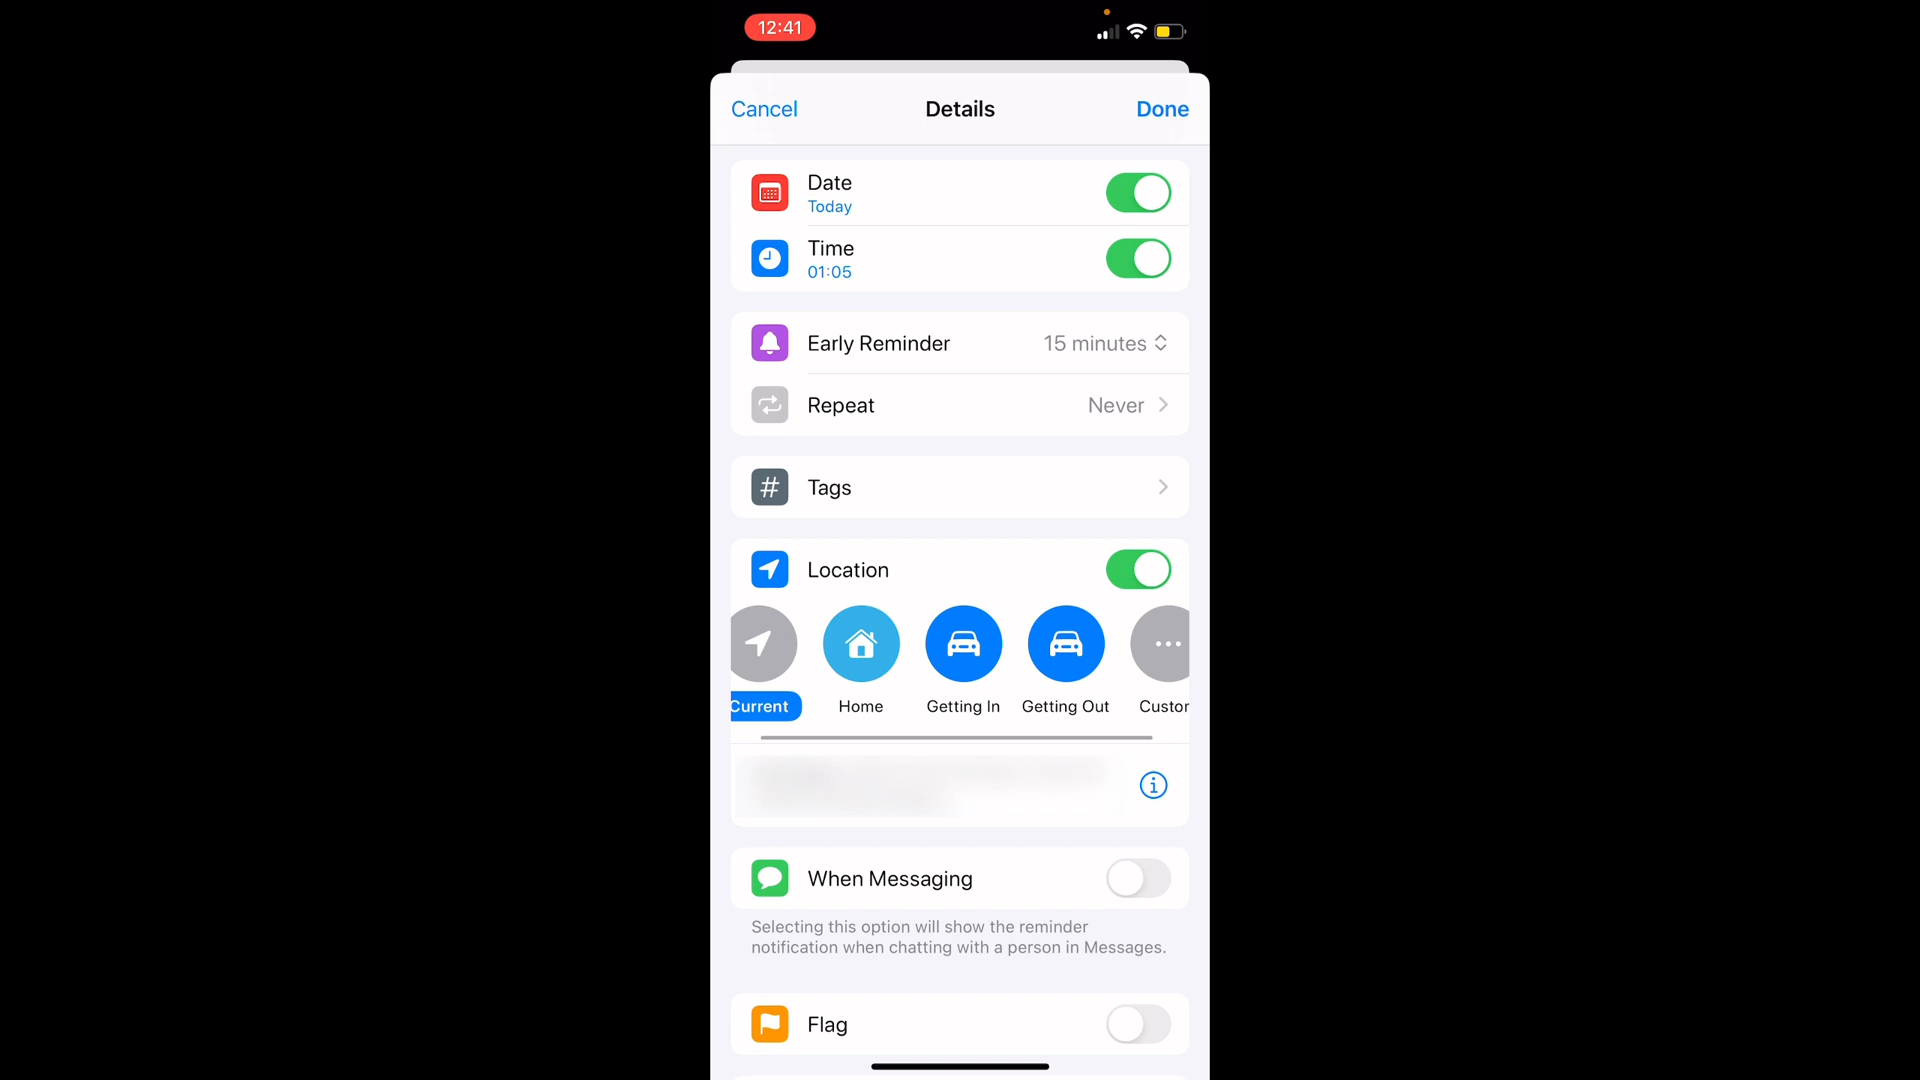 12:41
Cancel
Details
Done
Date
Today
Time
01:05
Early Reminder
15 minutes
Repeat
Never
#
Tags
Location
Current
Home
Getting In
Getting Out
When Messaging
Selecting this option will show the reminder
notification when chatting with a person in Messages.
Flag